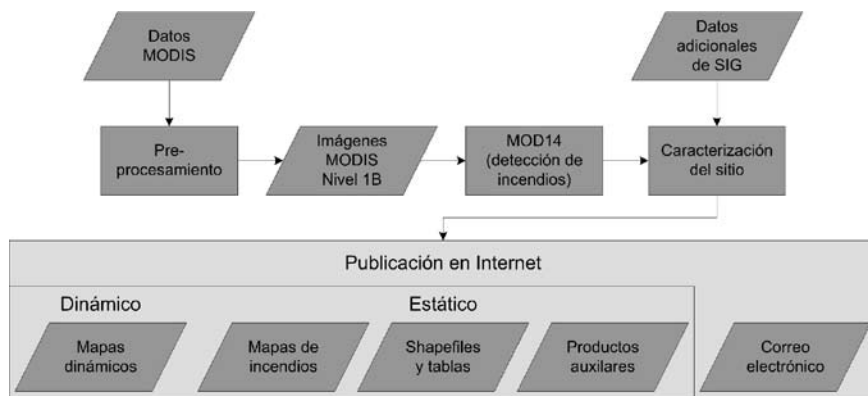 Datos
MODIS
Datos
adicionales
de SIG
Pre-
procesamiento
Imágenes
MODIS
Nivel 1B
MOD14
(detección de
incendios)
Caracterización
del sitio
Publicación en Internet
Dinámico
Estático
Mapas
dinámicos
Mapas de
incendios
Shapefiles
y tablas
Productos
auxilares
Correo
electrónico